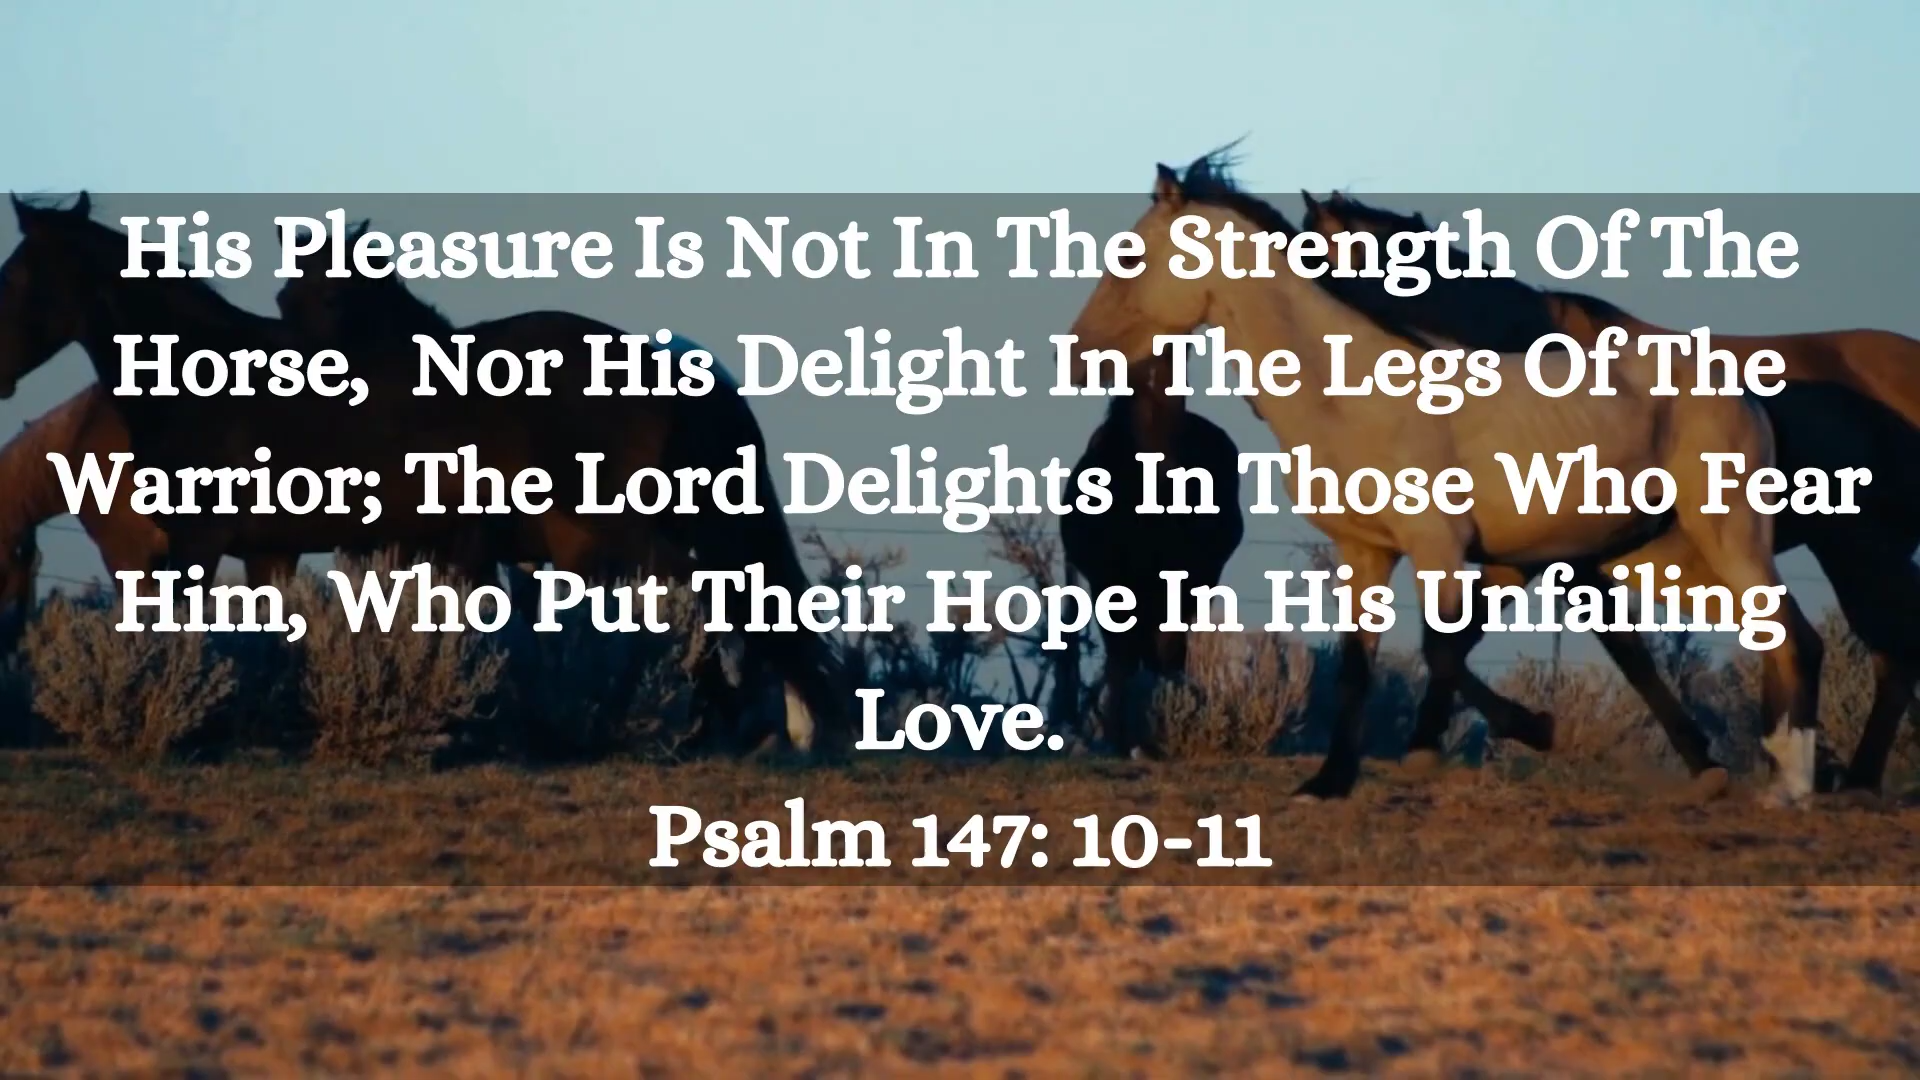 His Pleasure Is Not In The Strength Of The
Horse,  Nor His Delight In The Legs Of The
Warrior; The Lord Delights In Those Who Fear
Him, Who Put Their Hope In His Unfailing
Love.
Psalm 147: 10-11